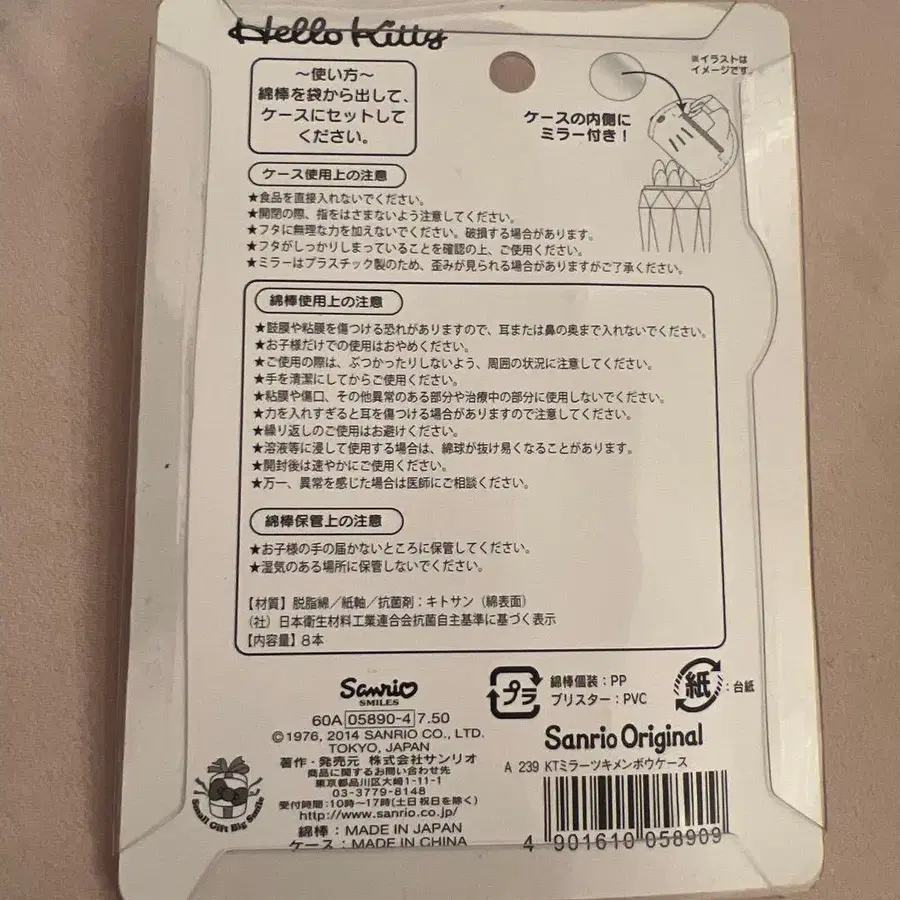 Hello Kitty
～使い方～
綿棒を袋から出して、
ケースにセットして
ください。
※イラストは
イメージです。
ケースの内側に
ミラー付き！
ケース使用上の注意
★食品を直接入れないでください。
★開閉の際、指をはさまないよう注意してください。
★フタに無理な力を加えないでください。破損する場合があります。
★フタがしっかりしまっていることを確認の上、ご使用ください。
★ミラーはプラスチック製のため、歪みが見られる場合がありますがご了承ください。
綿棒使用上の注意
★鼓膜や粘膜を傷つける恐れがありますので、耳または鼻の奥まで入れないでください。
★お子様だけでの使用はおやめください。
★ご使用の際は、ぶつかったりしないよう、周囲の状況に注意してください。
★手を清潔にしてからご使用ください。
★粘膜や傷口、その他異常のある部分や治療中の部分に使用しないでください。
★力を入れすぎると耳を傷つける場合がありますので注意してください。
★繰り返しのご使用はお避けください。
★溶液等に浸して使用する場合は、綿球が抜け易くなることがあります。
★開封後は速やかにご使用ください。
★万一、異常を感じた場合は医師にご相談ください。
綿棒保管上の注意
★お子様の手の届かないところに保管してください。
★湿気のある場所に保管しないでください。
【材質】脱脂綿／紙軸／抗菌剤：キトサン（綿表面）
（社）日本衛生材料工業連合会抗菌自主基準に基づく表示
【内容量】8本
Sanrio
SMILES
60A 05890-4 7.50
©1976, 2014 SANRIO CO., LTD.
TOKYO, JAPAN
著作・発売元 株式会社サンリオ
商品に関するお問い合わせ先
東京都品川区大崎1-11-1
03-3779-8148
受付時間：10時～17時(土日祝日を除く)
http://www.sanrio.co.jp/
綿棒：MADE IN JAPAN
ケース：MADE IN CHINA
Small Gift Big Smile
プラ
綿棒個装：PP
ブリスター：PVC
紙
：台紙
Sanrio Original
A 239 KTミラーツキメンボウケース
4 901610 058909